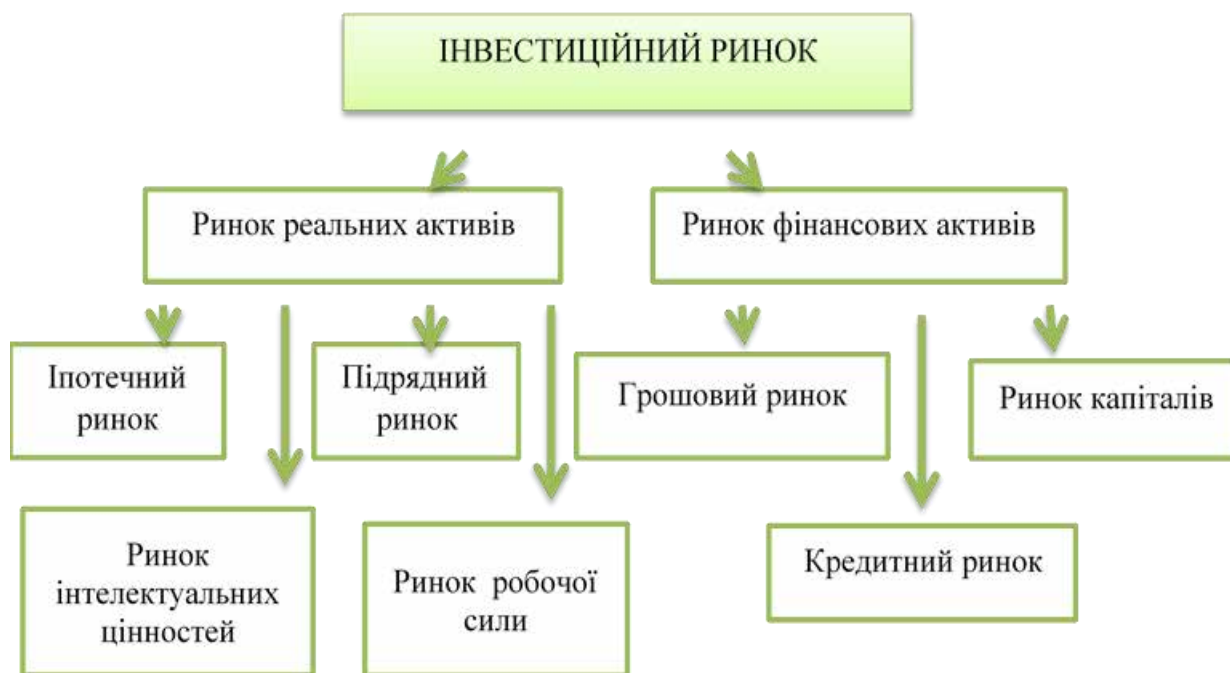 ІНВЕСТИЦІЙНИЙ РИНОК
Ринок реальних активів
Ринок фінансових активів
Іпотечний
ринок
Підрядний
ринок
Грошовий ринок
Ринок капіталів
Ринок
інтелектуальних
цінностей
Ринок робочої
сили
Кредитний ринок